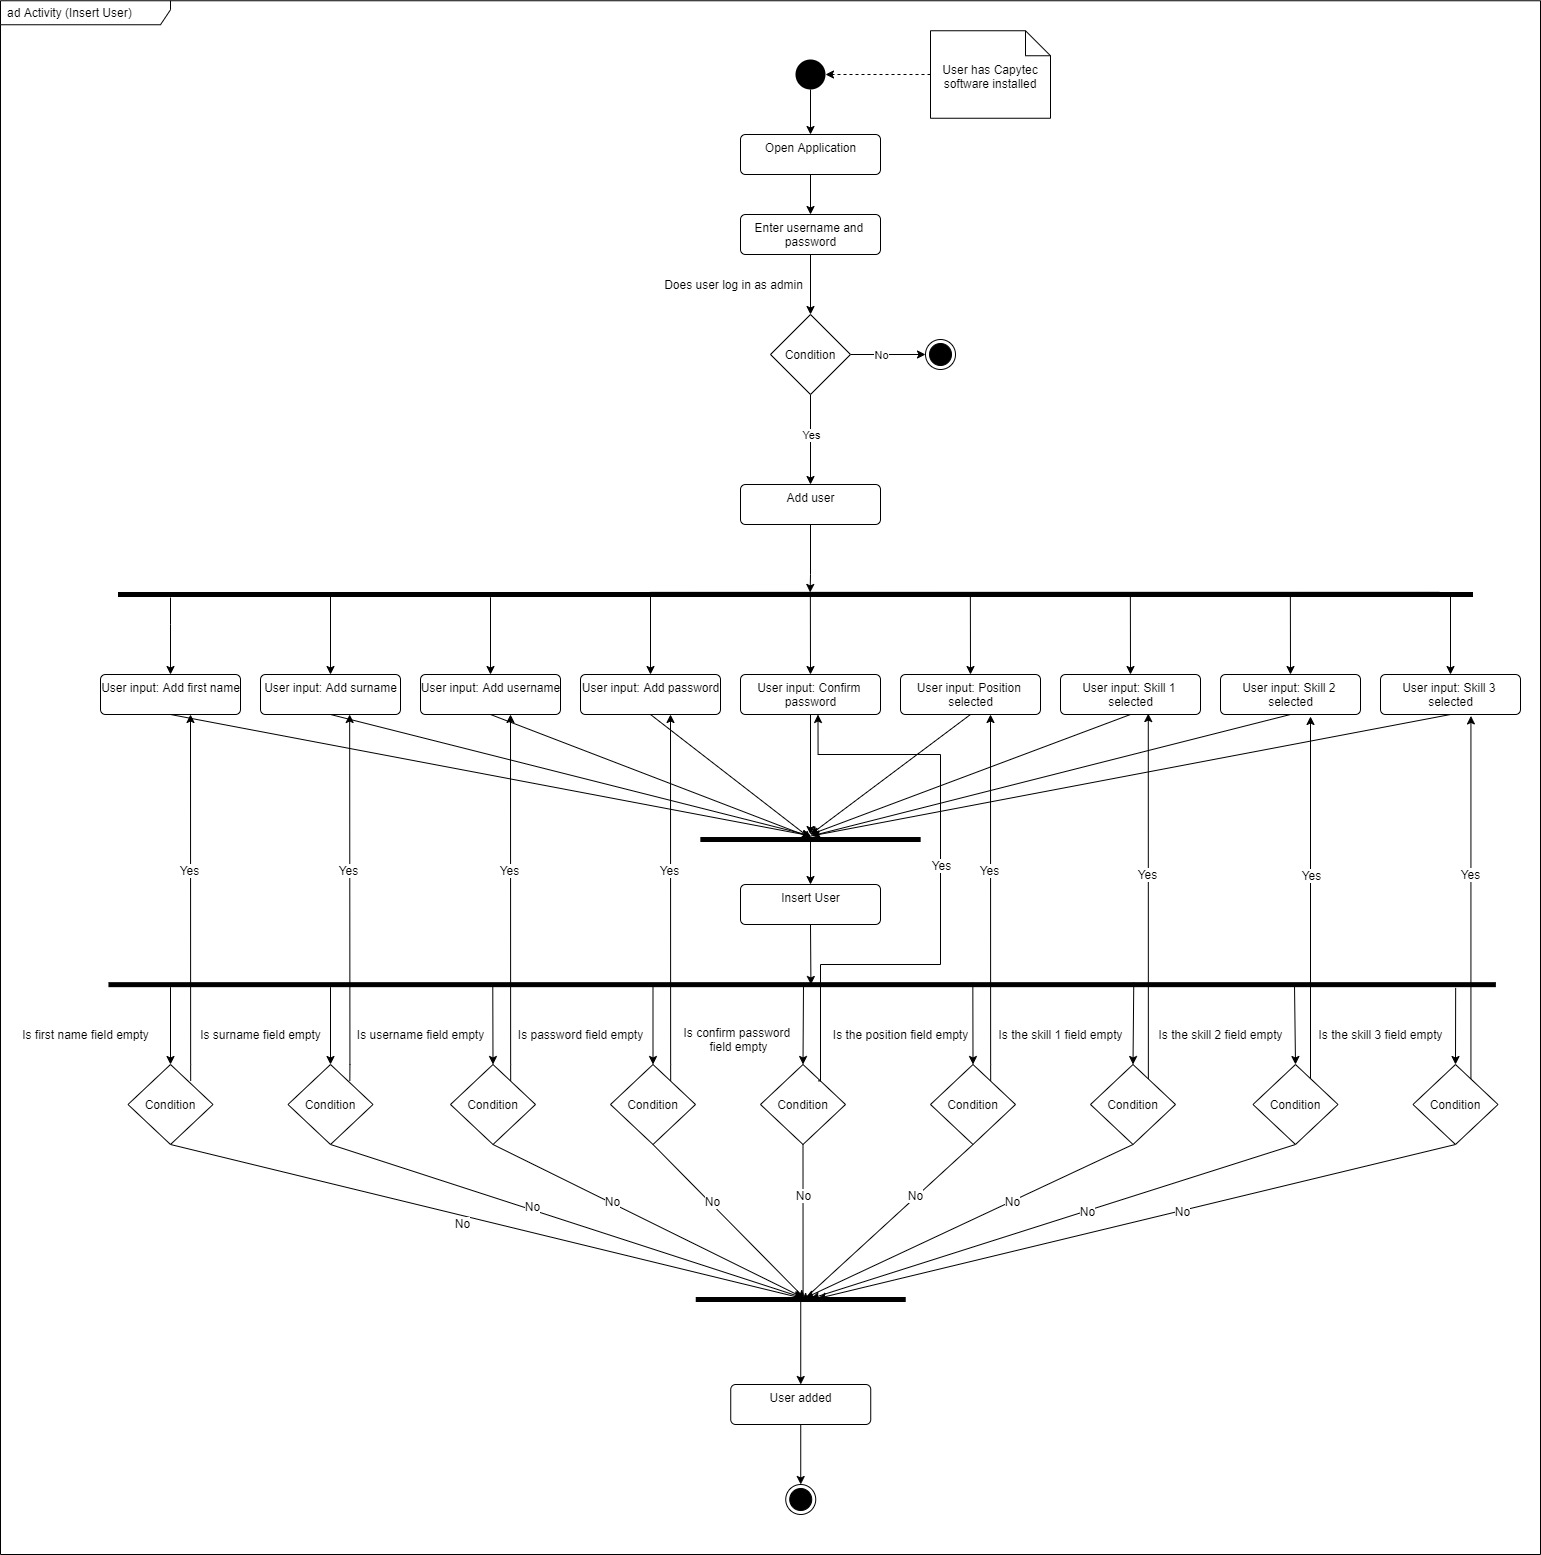 ad Activity (Insert User)
User has Capytec
software installed
Open Application
Enter username and
password
Does user log in as admin
Condition
No
Yes
Add user
User input: Add first name
User input: Add surname
User input: Add username
User input: Add password
User input: Confirm
password
User input: Position
selected
User input: Skill 1
selected
User input: Skill 2
selected
User input: Skill 3
selected
Yes
Yes
Yes
Yes
Yes
Yes
Yes
Yes
Yes
Insert User
Is first name field empty
Is surname field empty
Is username field empty
Is password field empty
Is confirm password
field empty
Is the position field empty
Is the skill 1 field empty
Is the skill 2 field empty
Is the skill 3 field empty
Condition
Condition
Condition
Condition
Condition
Condition
Condition
Condition
Condition
No
No
No
No
No
No
No
No
No
User added